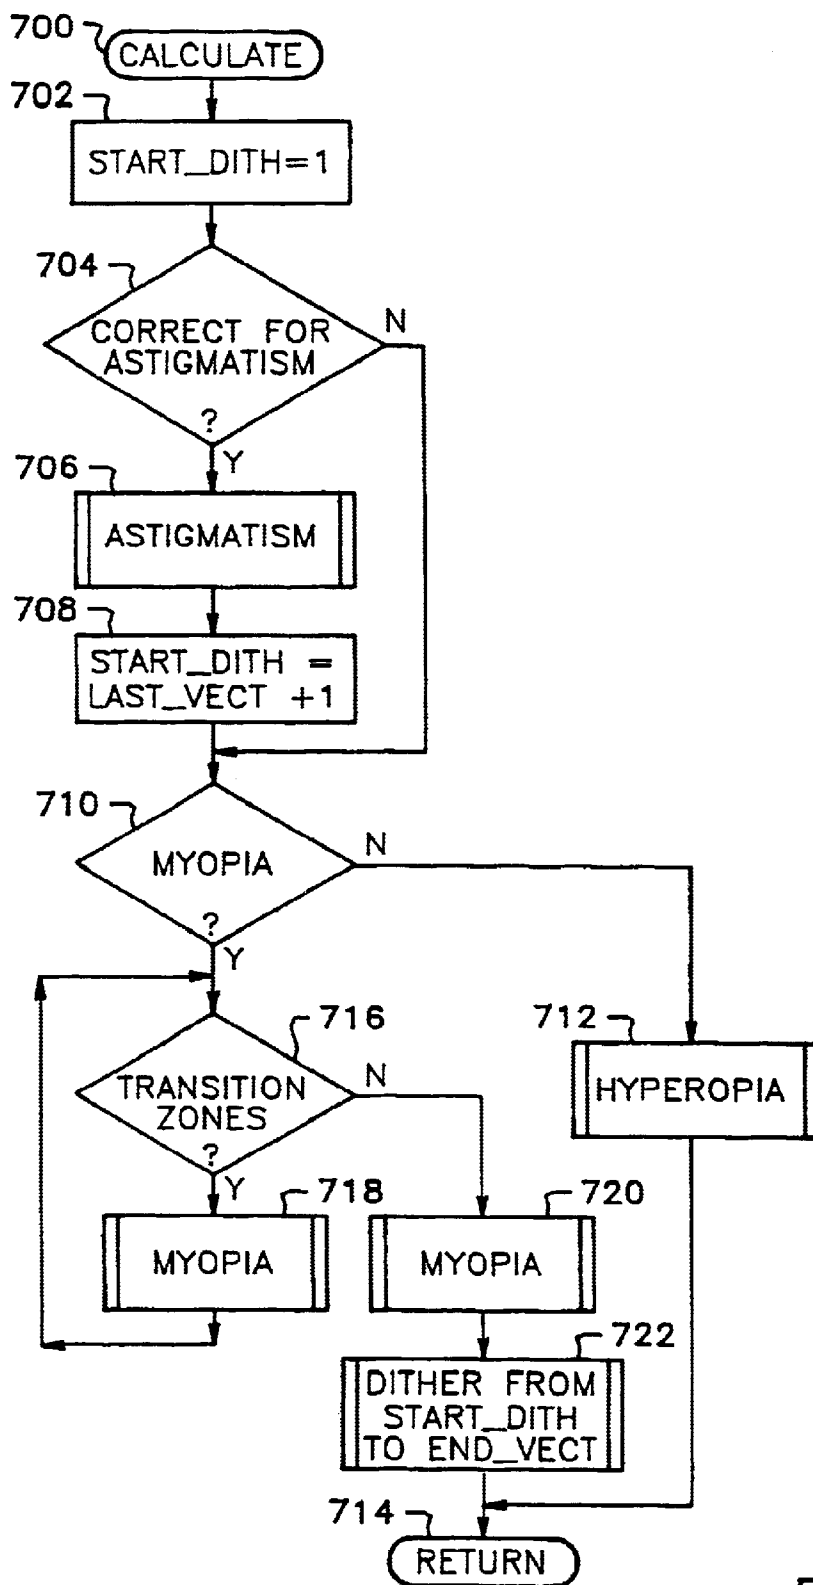 700
CALCULATE
702
START_DITH=1
704
CORRECT FOR
ASTIGMATISM
?
N
Y
706
ASTIGMATISM
708
START_DITH =
LAST_VECT +1
710
MYOPIA
?
N
Y
716
TRANSITION
ZONES
?
N
Y
712
HYPEROPIA
718
MYOPIA
720
MYOPIA
722
DITHER FROM
START_DITH
TO END_VECT
714
RETURN